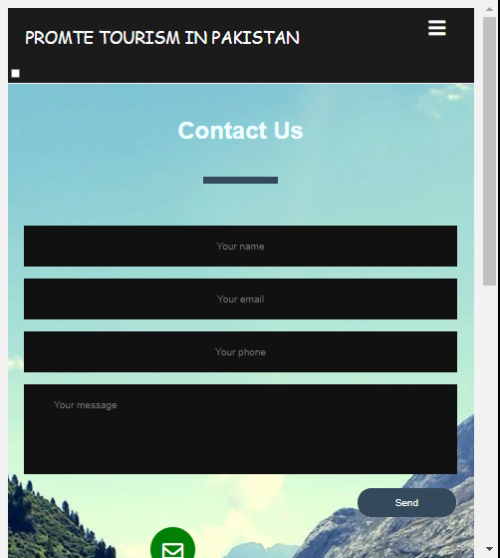 PROMTE TOURISM IN PAKISTAN
Contact Us
Your name
Your email
Your phone
Your message
Send